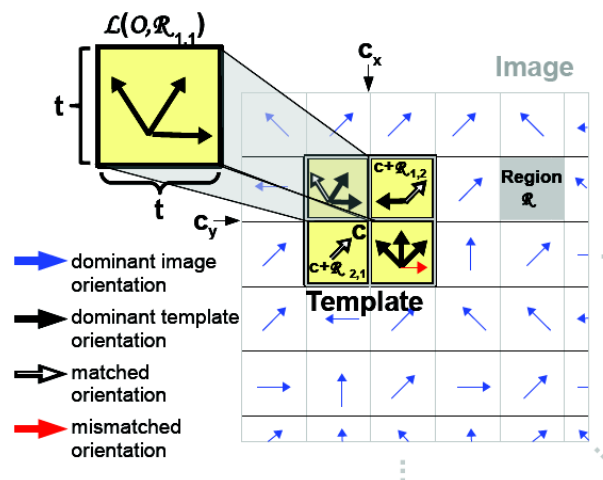 ℒ(O,ℛ1,1)
cx
Image
t
t
c+ℛ1,2
Region
ℛ
cy
c
c+ℛ2,1
Template
dominant image
orientation
dominant template
orientation
matched
orientation
mismatched
orientation